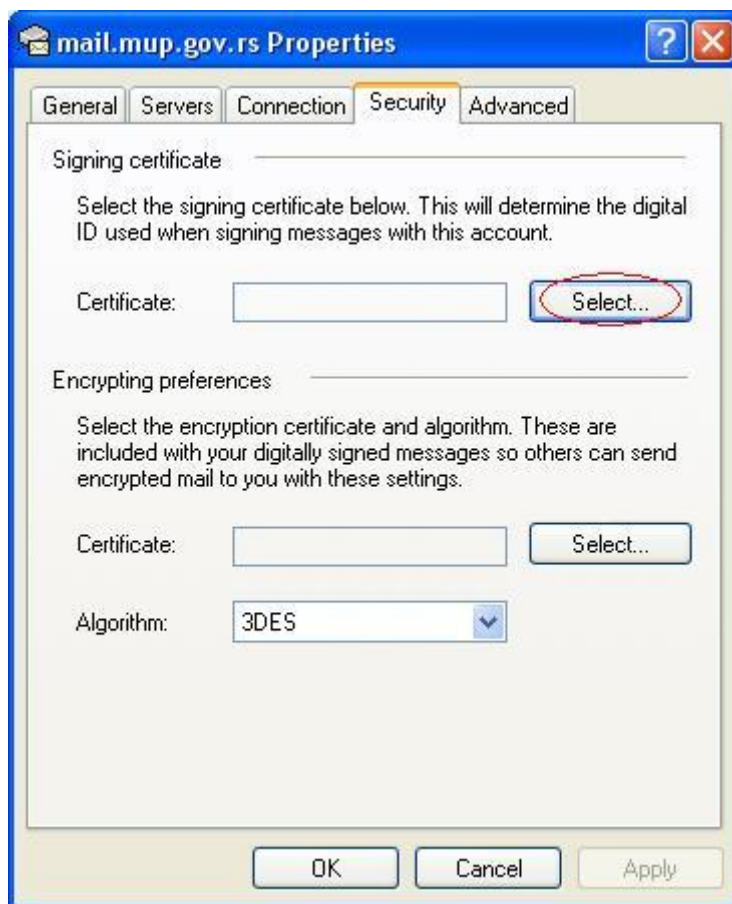 mail.mup.gov.rs Properties
General Servers Connection Security Advanced
Signing certificate
Select the signing certificate below. This will determine the digital
ID used when signing messages with this account.
Certificate: Select...
Encrypting preferences
Select the encryption certificate and algorithm. These are
included with your digitally signed messages so others can send
encrypted mail to you with these settings.
Certificate: Select...
Algorithm: 3DES
OK Cancel Apply